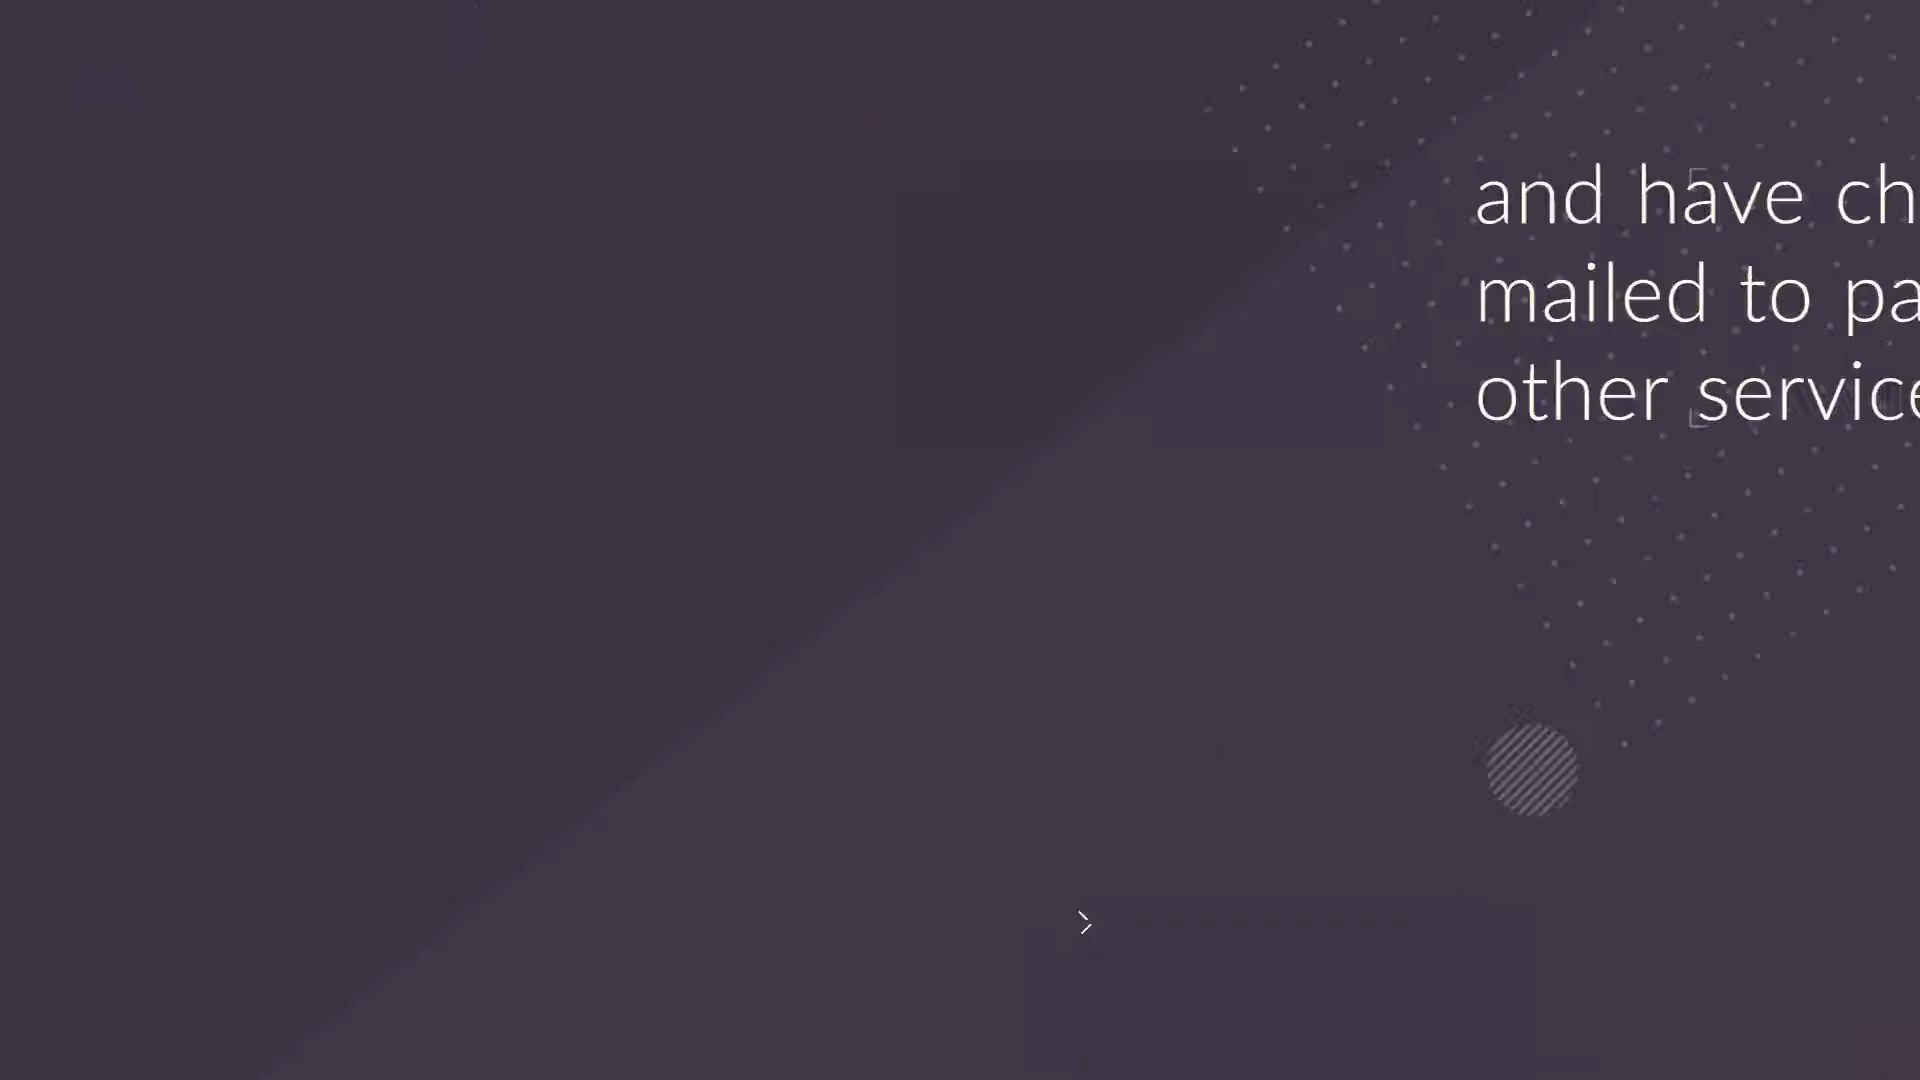 and have ch
mailed to pa
other service